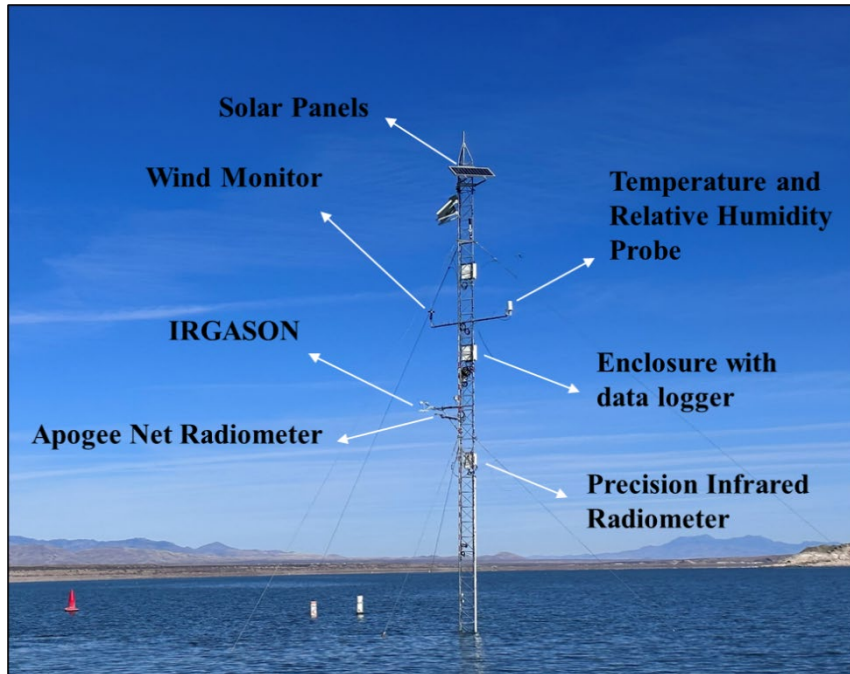 Solar Panels
Wind Monitor
Temperature and
Relative Humidity
Probe
IRGASON
Enclosure with
data logger
Apogee Net Radiometer
Precision Infrared
Radiometer